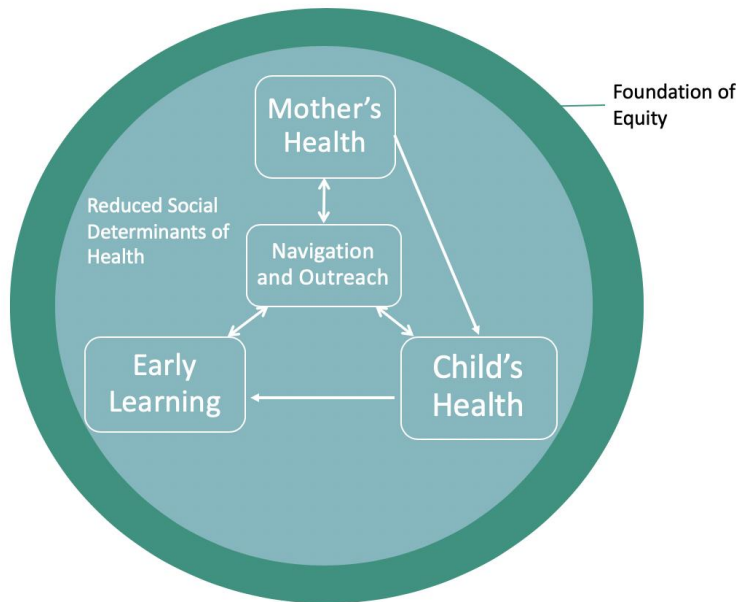 Mother's
Health
Foundation of
Equity
Reduced Social
Determinants of
Health
Navigation
and Outreach
Early
Learning
Child's
Health